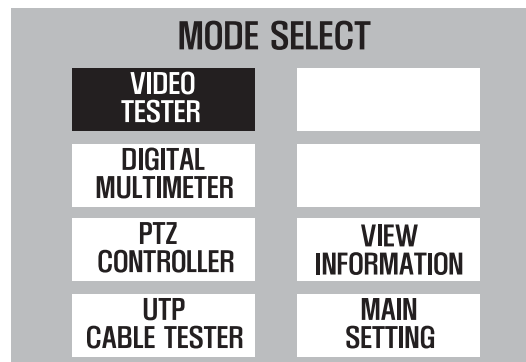 MODE SELECT
VIDEO
TESTER
DIGITAL
MULTIMETER
PTZ
CONTROLLER
VIEW
INFORMATION
UTP
CABLE TESTER
MAIN
SETTING